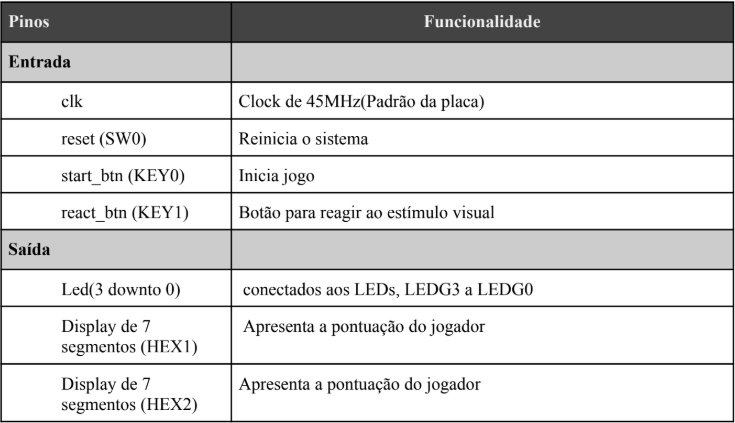 Pinos Funcionalidade
Entrada
clk Clock de 45MHz(Padrão da placa)
reset (SW0) Reinicia o sistema
start_btn (KEY0) Inicia jogo
react_btn (KEY1) Botão para reagir ao estímulo visual
Saída
Led(3 downto 0) conectados aos LEDs, LEDG3 a LEDG0
Display de 7 Apresenta a pontuação do jogador
segmentos (HEX1)
Display de 7 Apresenta a pontuação do jogador
segmentos (HEX2)